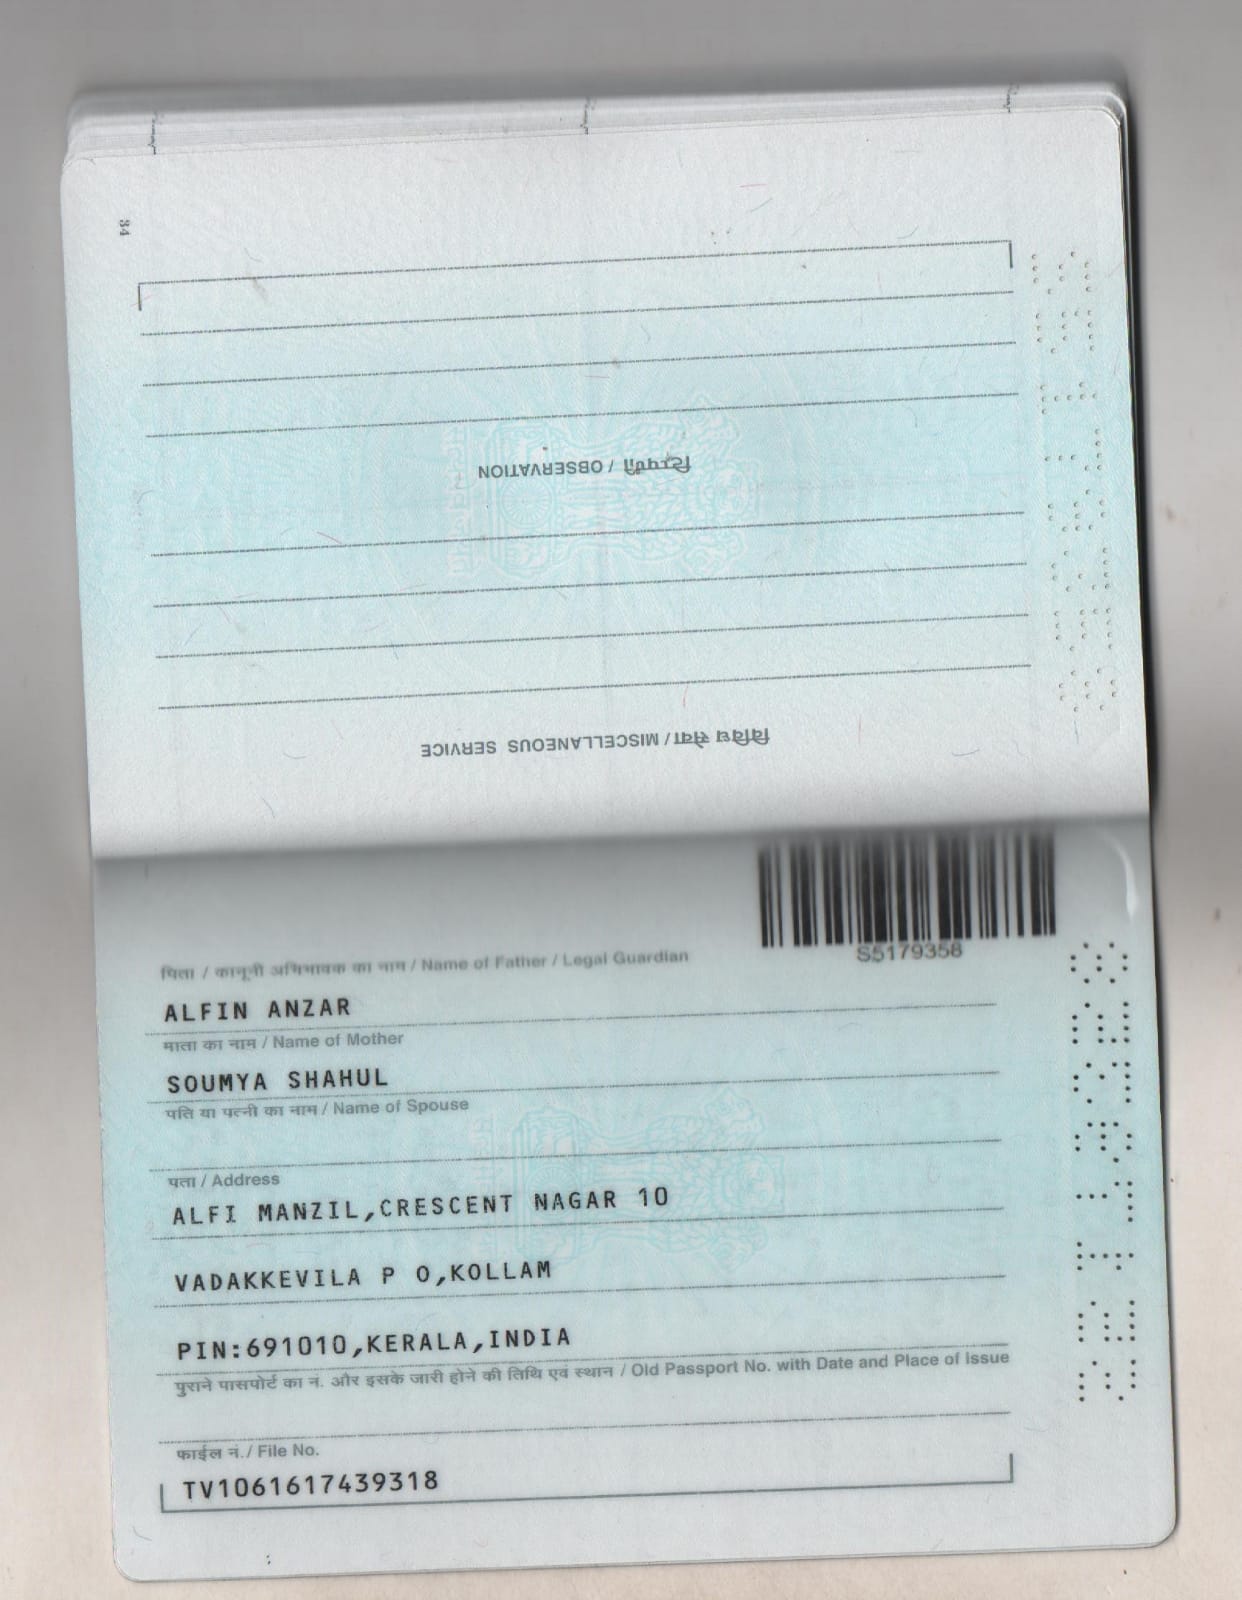 34
टिप्पणी / OBSERVATION
विविध सेवा / MISCELLANEOUS SERVICE
S5179358
पिता / कानूनी अभिभावक का नाम / Name of Father / Legal Guardian
ALFIN ANZAR
माता का नाम / Name of Mother
SOUMYA SHAHUL
पति या पत्नी का नाम / Name of Spouse
पता / Address
ALFI MANZIL,CRESCENT NAGAR 10
VADAKKEVILA P O,KOLLAM
PIN:691010,KERALA,INDIA
पुराने पासपोर्ट का नं. और इसके जारी होने की तिथि एवं स्थान / Old Passport No. with Date and Place of Issue
फाईल नं./ File No.
TV1061617439318